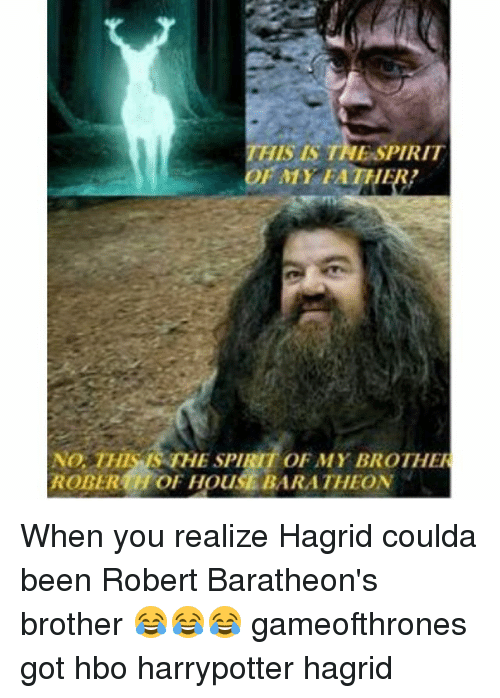 THIS IS THE SPIRIT
OF MY FATHER?
NO, THIS IS THE SPIRIT OF MY BROTHER
ROBERTH OF HOUSE BARATHEON
When you realize Hagrid coulda
been Robert Baratheon's
brother 😂😂😂 gameofthrones
got hbo harrypotter hagrid